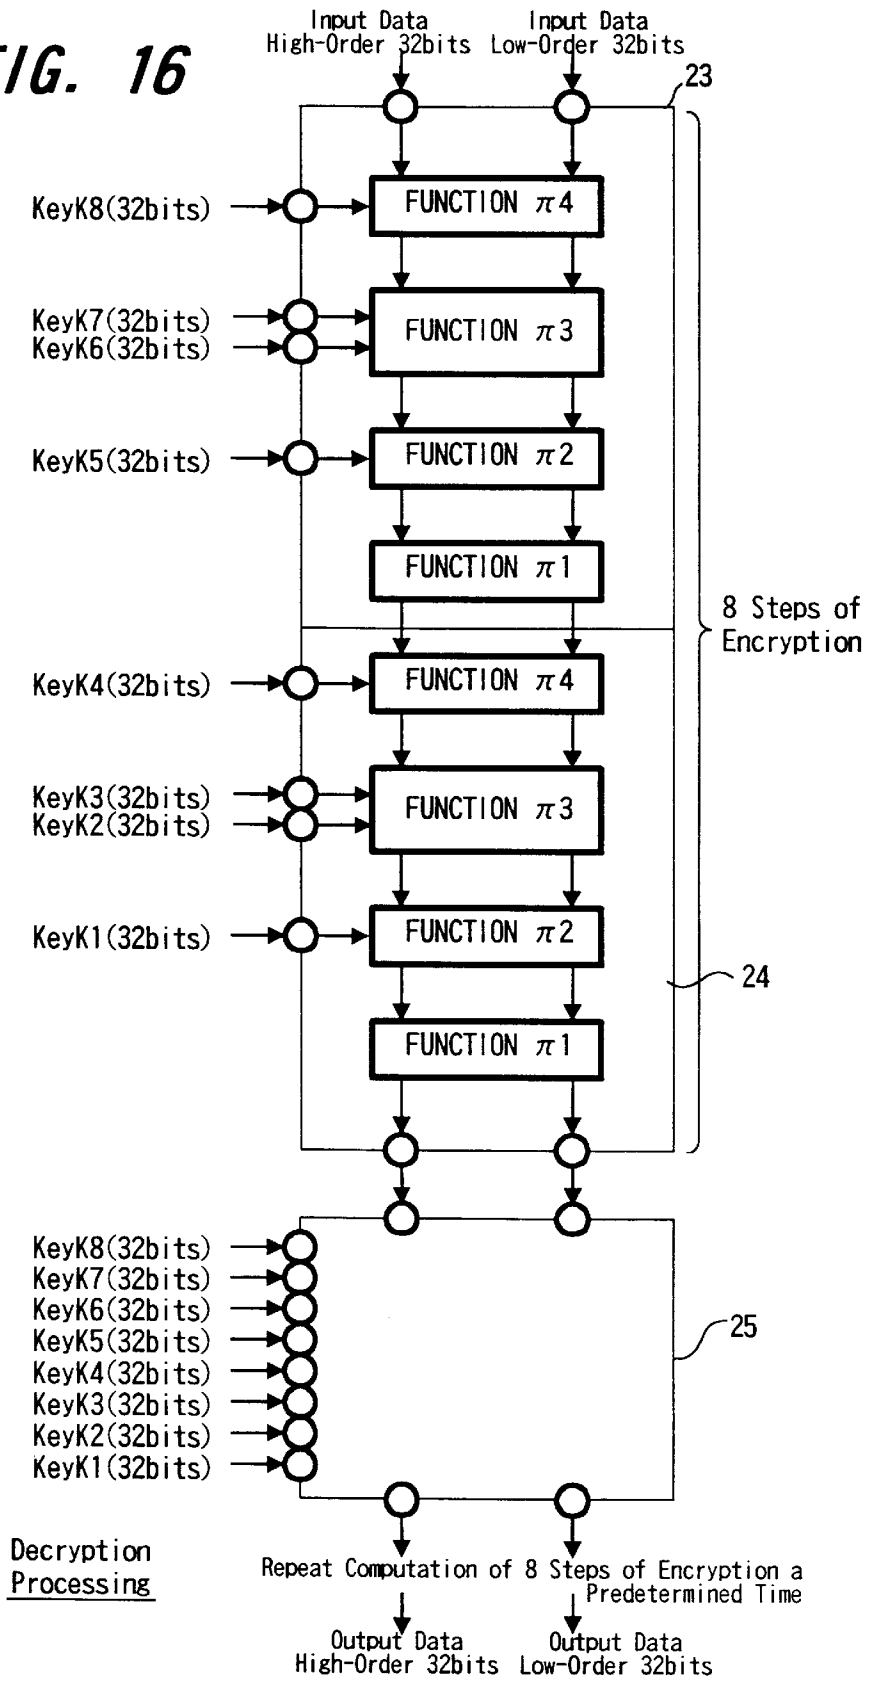 FIG. 16
Input Data
High-Order 32bits
Input Data
Low-Order 32bits
23
KeyK8(32bits)
FUNCTION π4
KeyK7(32bits)
KeyK6(32bits)
FUNCTION π3
KeyK5(32bits)
FUNCTION π2
FUNCTION π1
8 Steps of
Encryption
KeyK4(32bits)
FUNCTION π4
KeyK3(32bits)
KeyK2(32bits)
FUNCTION π3
KeyK1(32bits)
FUNCTION π2
24
FUNCTION π1
KeyK8(32bits)
KeyK7(32bits)
KeyK6(32bits)
KeyK5(32bits)
KeyK4(32bits)
KeyK3(32bits)
KeyK2(32bits)
KeyK1(32bits)
25
Decryption
Processing
Repeat Computation of 8 Steps of Encryption a
Predetermined Time
Output Data
High-Order 32bits
Output Data
Low-Order 32bits